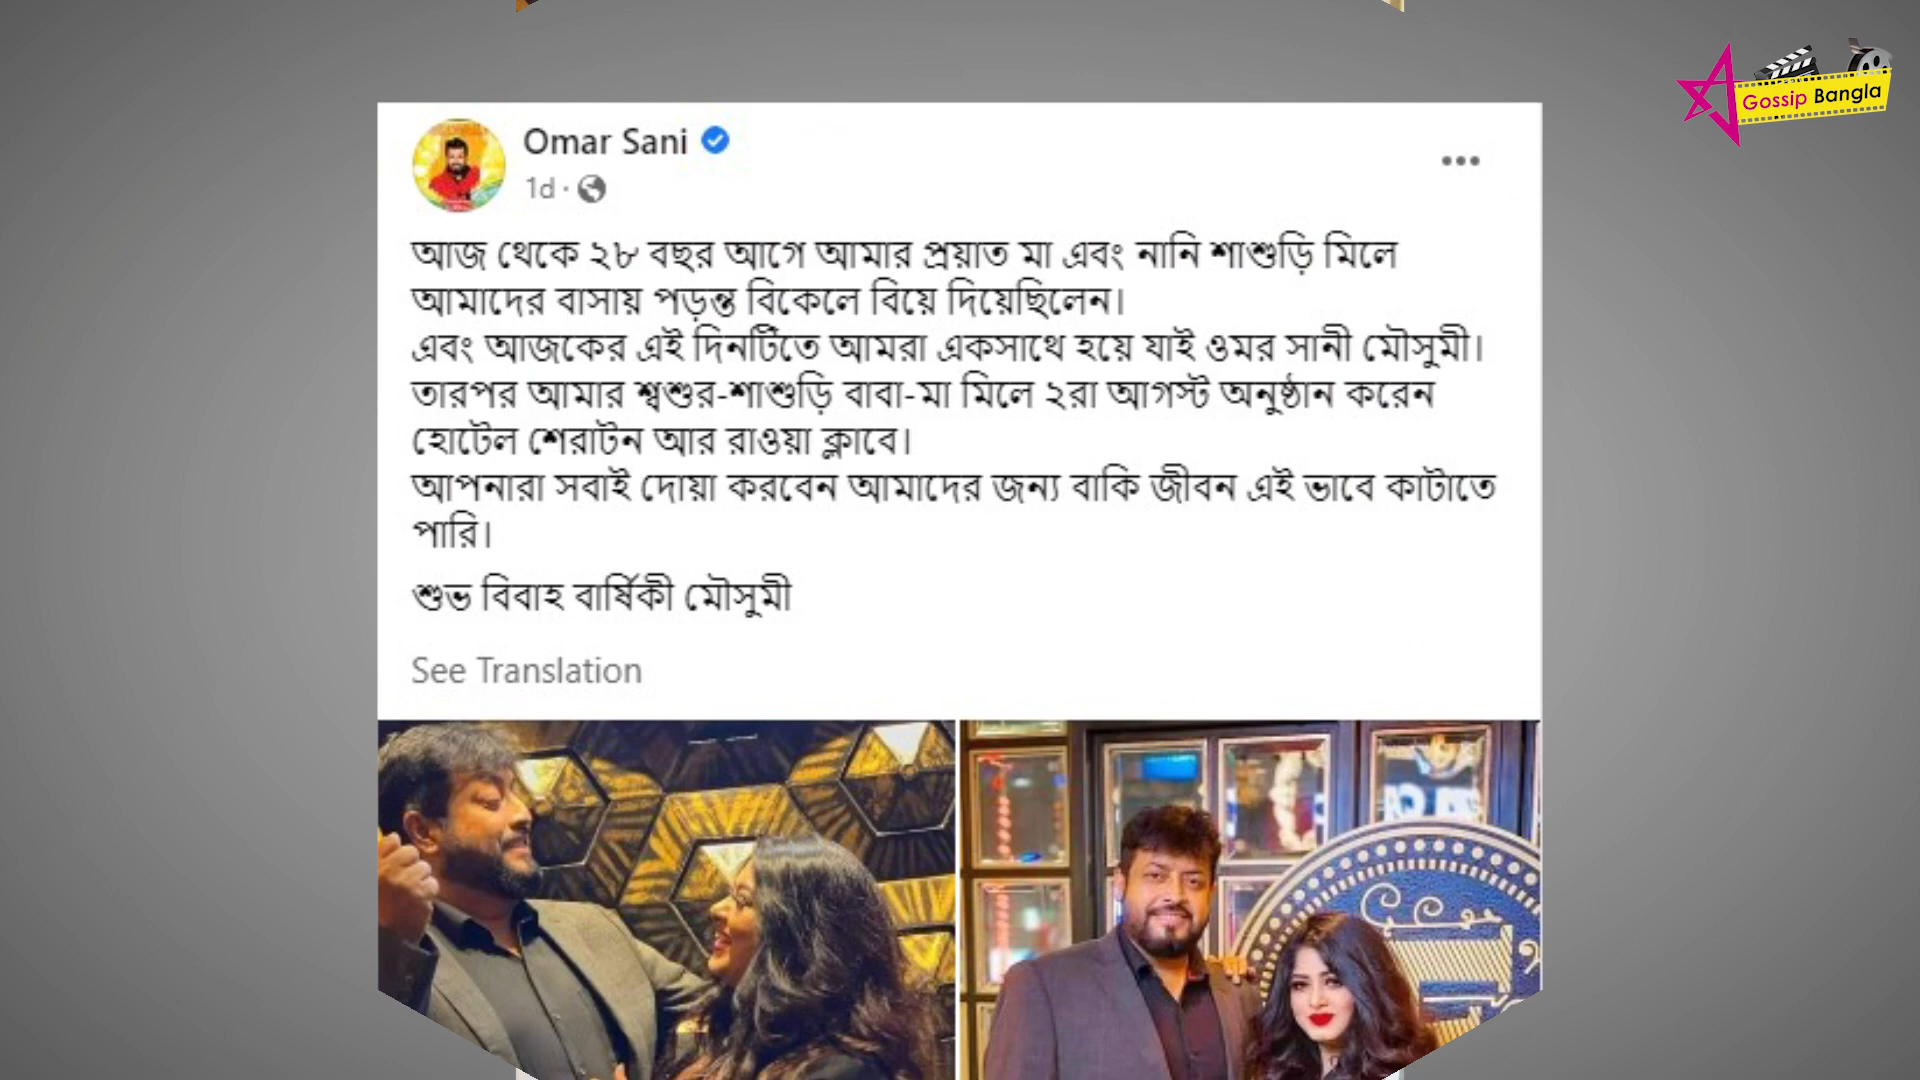 Gossip Bangla
Omar Sani
1d ·
আজ থেকে ২৮ বছর আগে আমার প্রয়াত মা এবং নানি শাশুড়ি মিলে
আমাদের বাসায় পড়ন্ত বিকেলে বিয়ে দিয়েছিলেন।
এবং আজকের এই দিনটিতে আমরা একসাথে হয়ে যাই ওমর সানী মৌসুমী।
তারপর আমার শ্বশুর-শাশুড়ি বাবা-মা মিলে ২রা আগস্ট অনুষ্ঠান করেন
হোটেল শেরাটন আর রাওয়া ক্লাবে।
আপনারা সবাই দোয়া করবেন আমাদের জন্য বাকি জীবন এই ভাবে কাটাতে
পারি।
শুভ বিবাহ বার্ষিকী মৌসুমী
See Translation